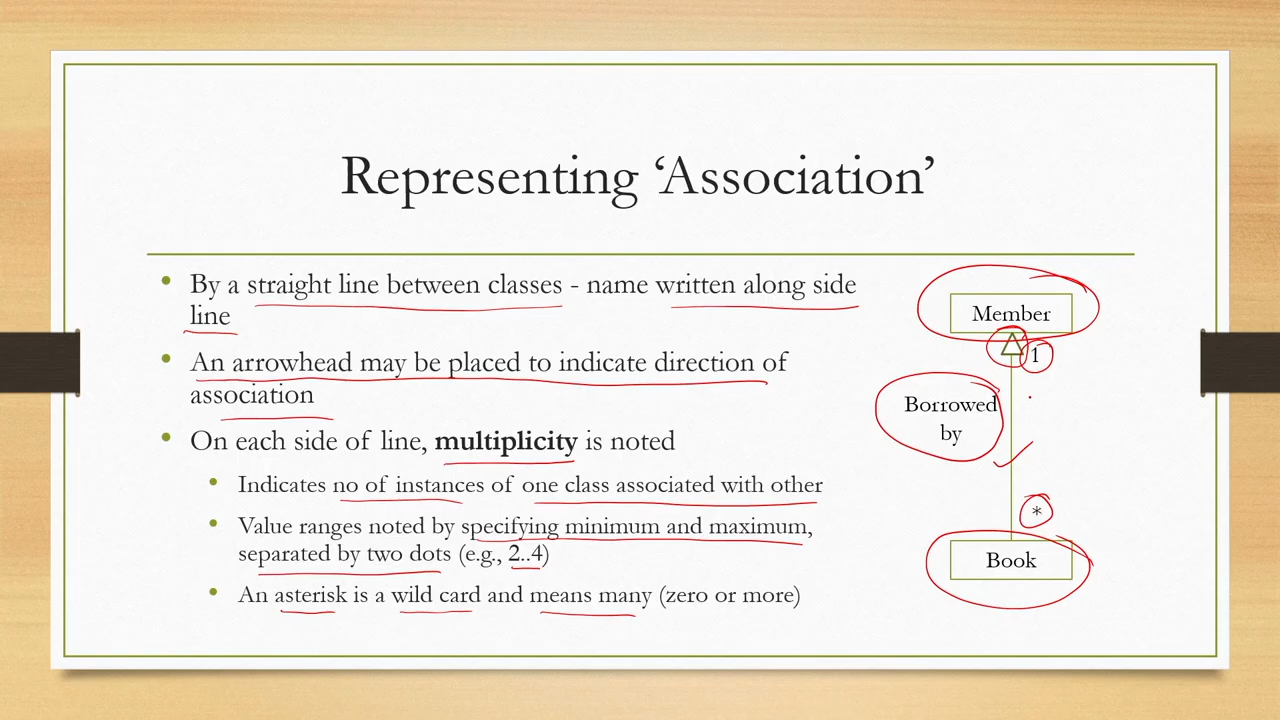 Representing ‘Association’
• By a straight line between classes - name written along side
line
• An arrowhead may be placed to indicate direction of
association
• On each side of line, multiplicity is noted
• Indicates no of instances of one class associated with other
• Value ranges noted by specifying minimum and maximum,
separated by two dots (e.g., 2..4)
• An asterisk is a wild card and means many (zero or more)
Member
1
Borrowed
by
*
Book